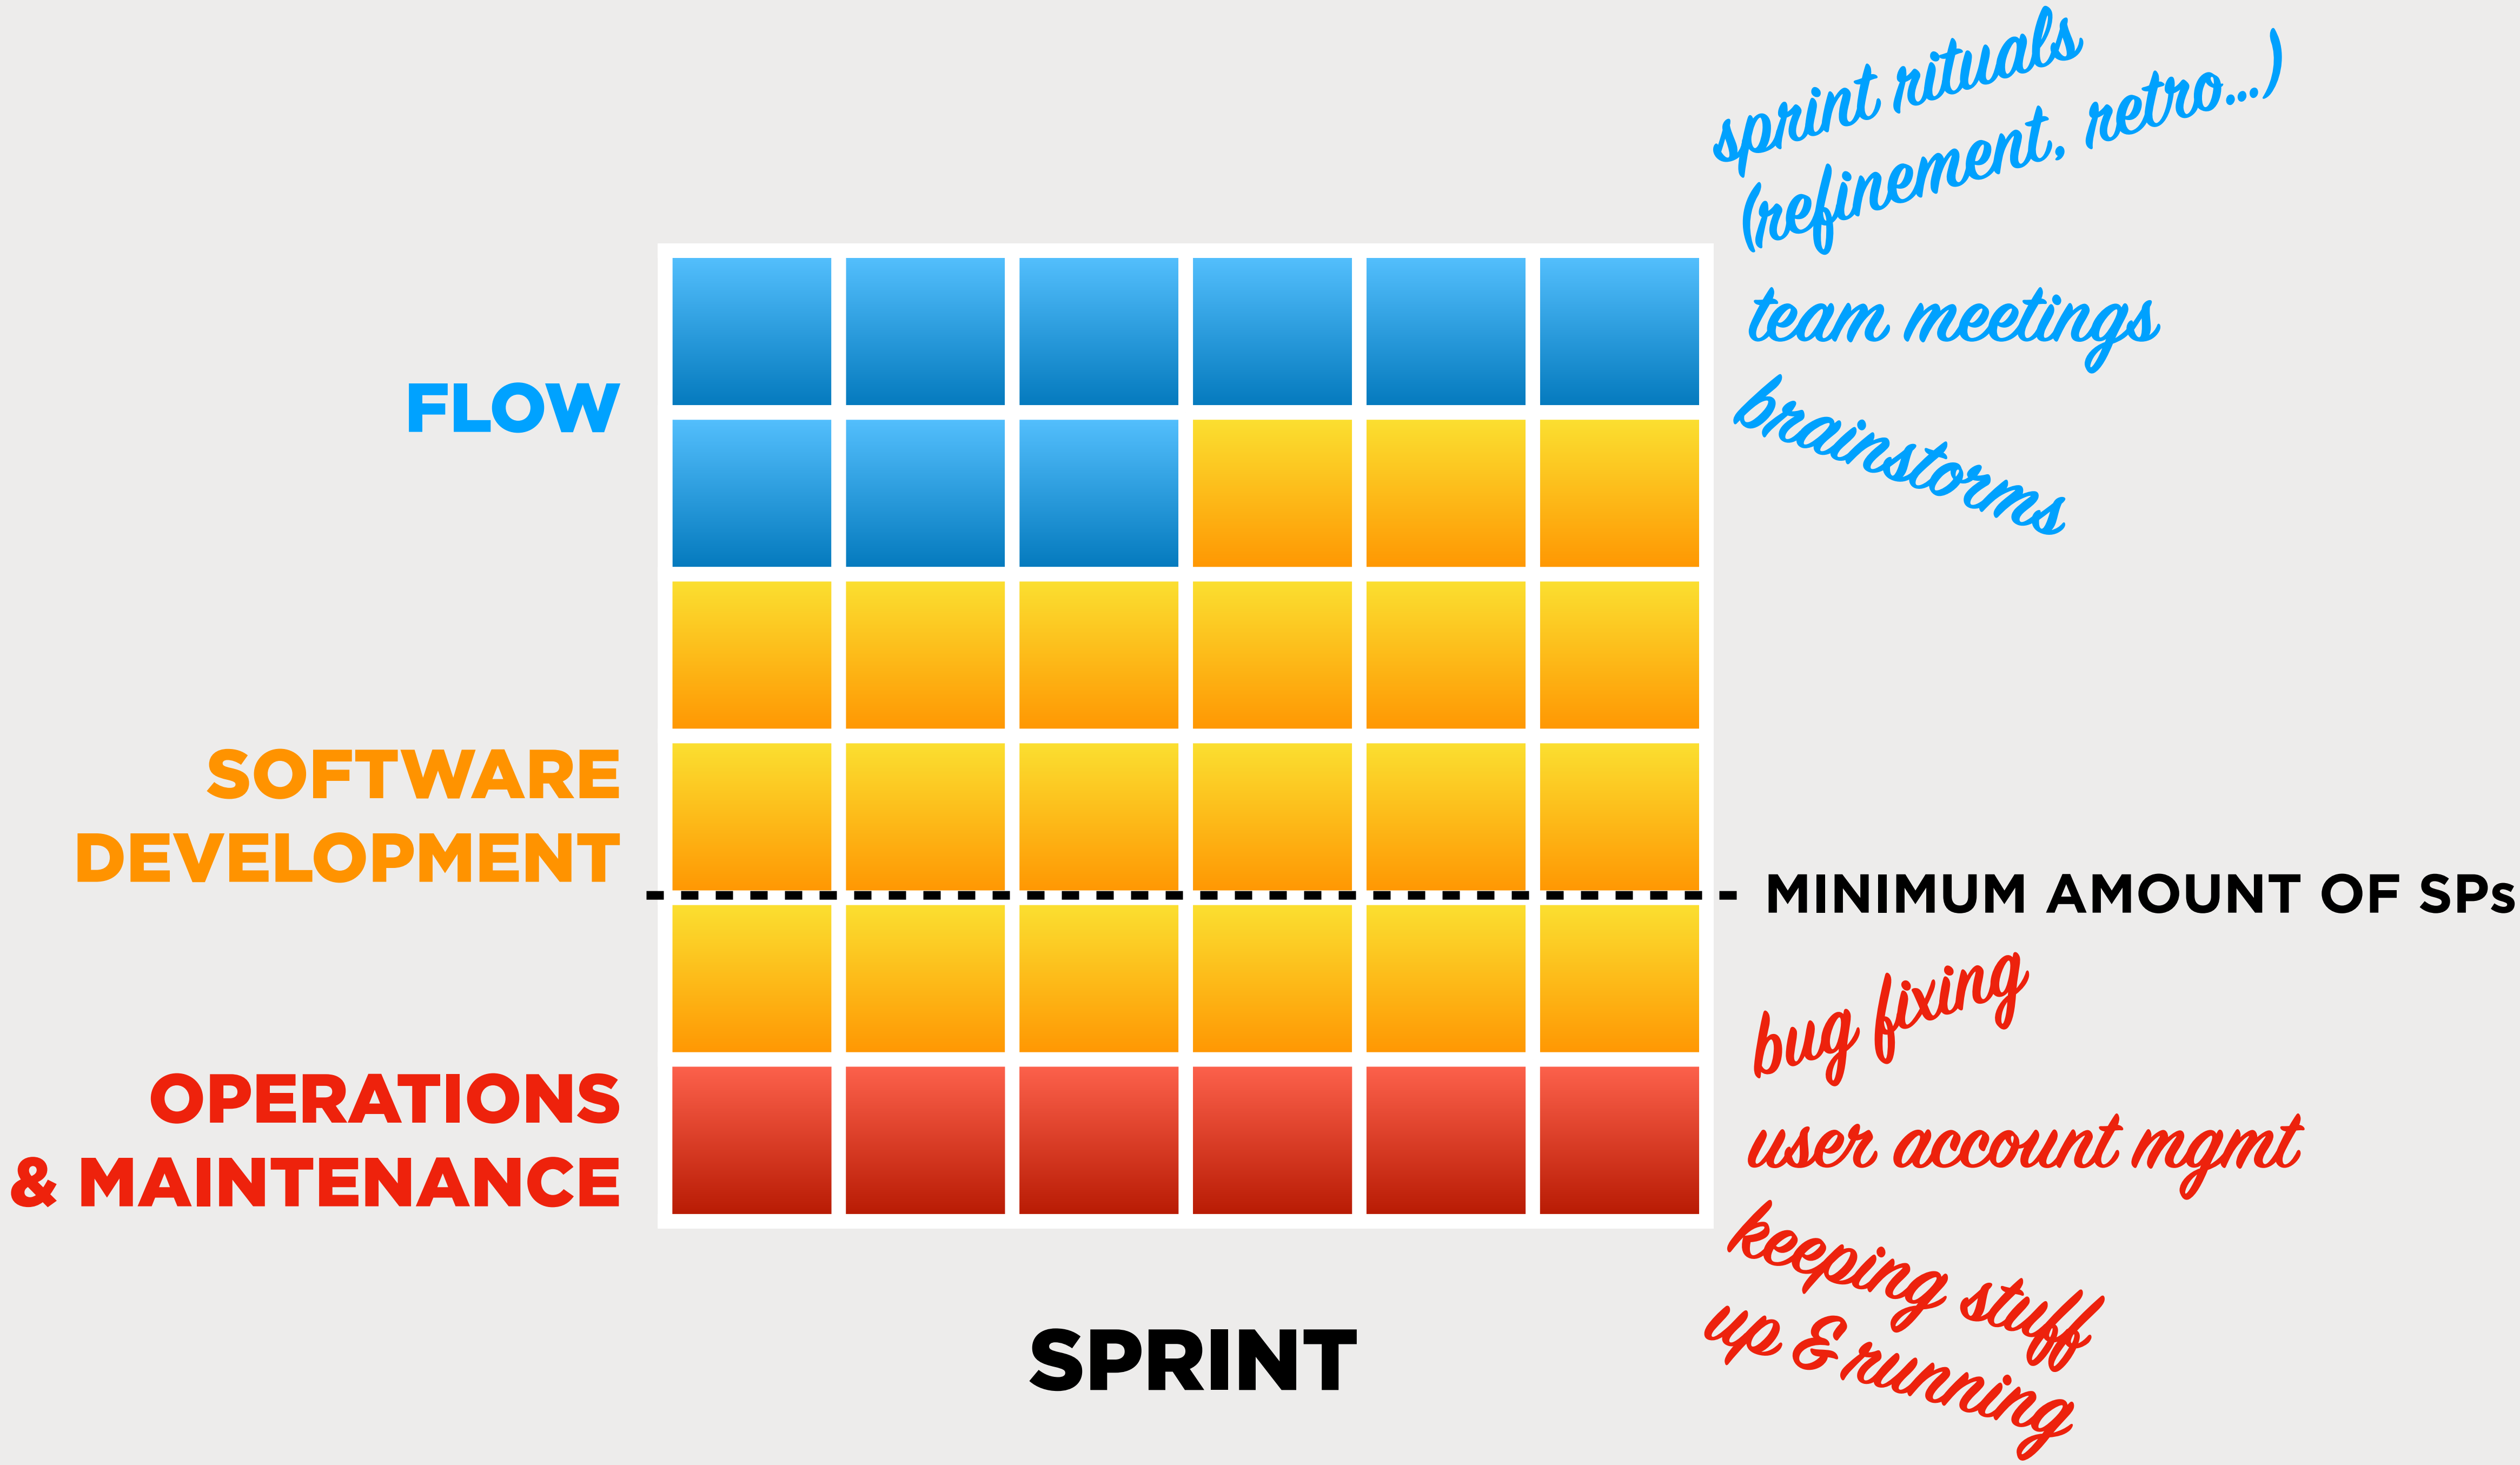 sprint rituals
(refinement, retro...)
team meetings
FLOW
brainstorms
SOFTWARE
DEVELOPMENT
MINIMUM AMOUNT OF SPs
bug fixing
OPERATIONS
& MAINTENANCE
user account mgmt
keeping stuff
up & running
SPRINT